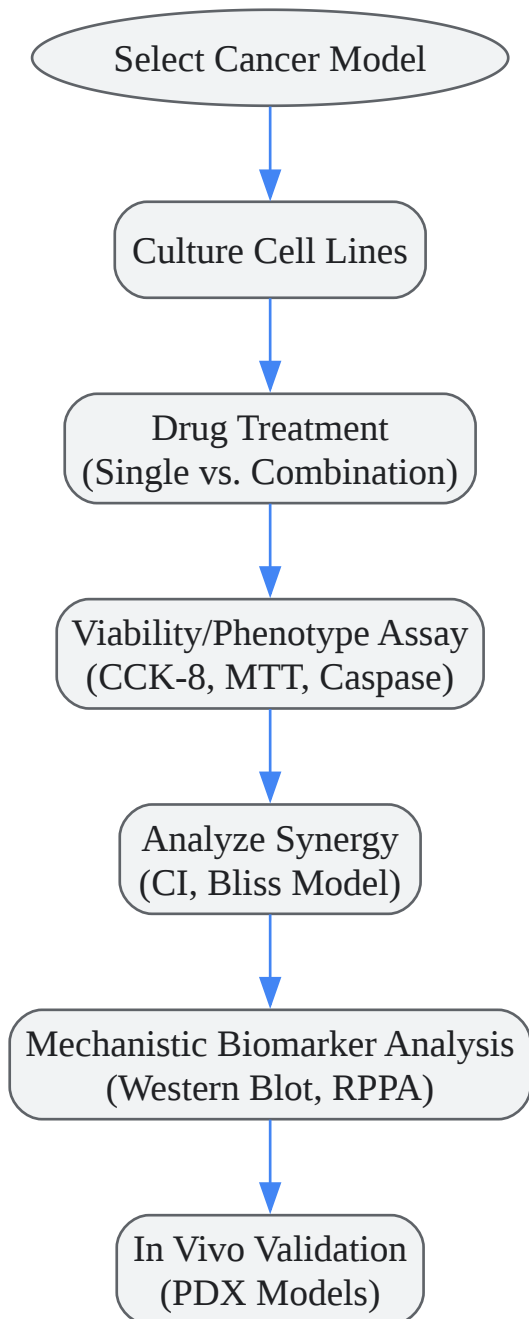 Select Cancer Model
Culture Cell Lines
Drug Treatment
(Single vs. Combination)
Viability/Phenotype Assay
(CCK-8, MTT, Caspase)
Analyze Synergy
(CI, Bliss Model)
Mechanistic Biomarker Analysis
(Western Blot, RPPA)
In Vivo Validation
(PDX Models)